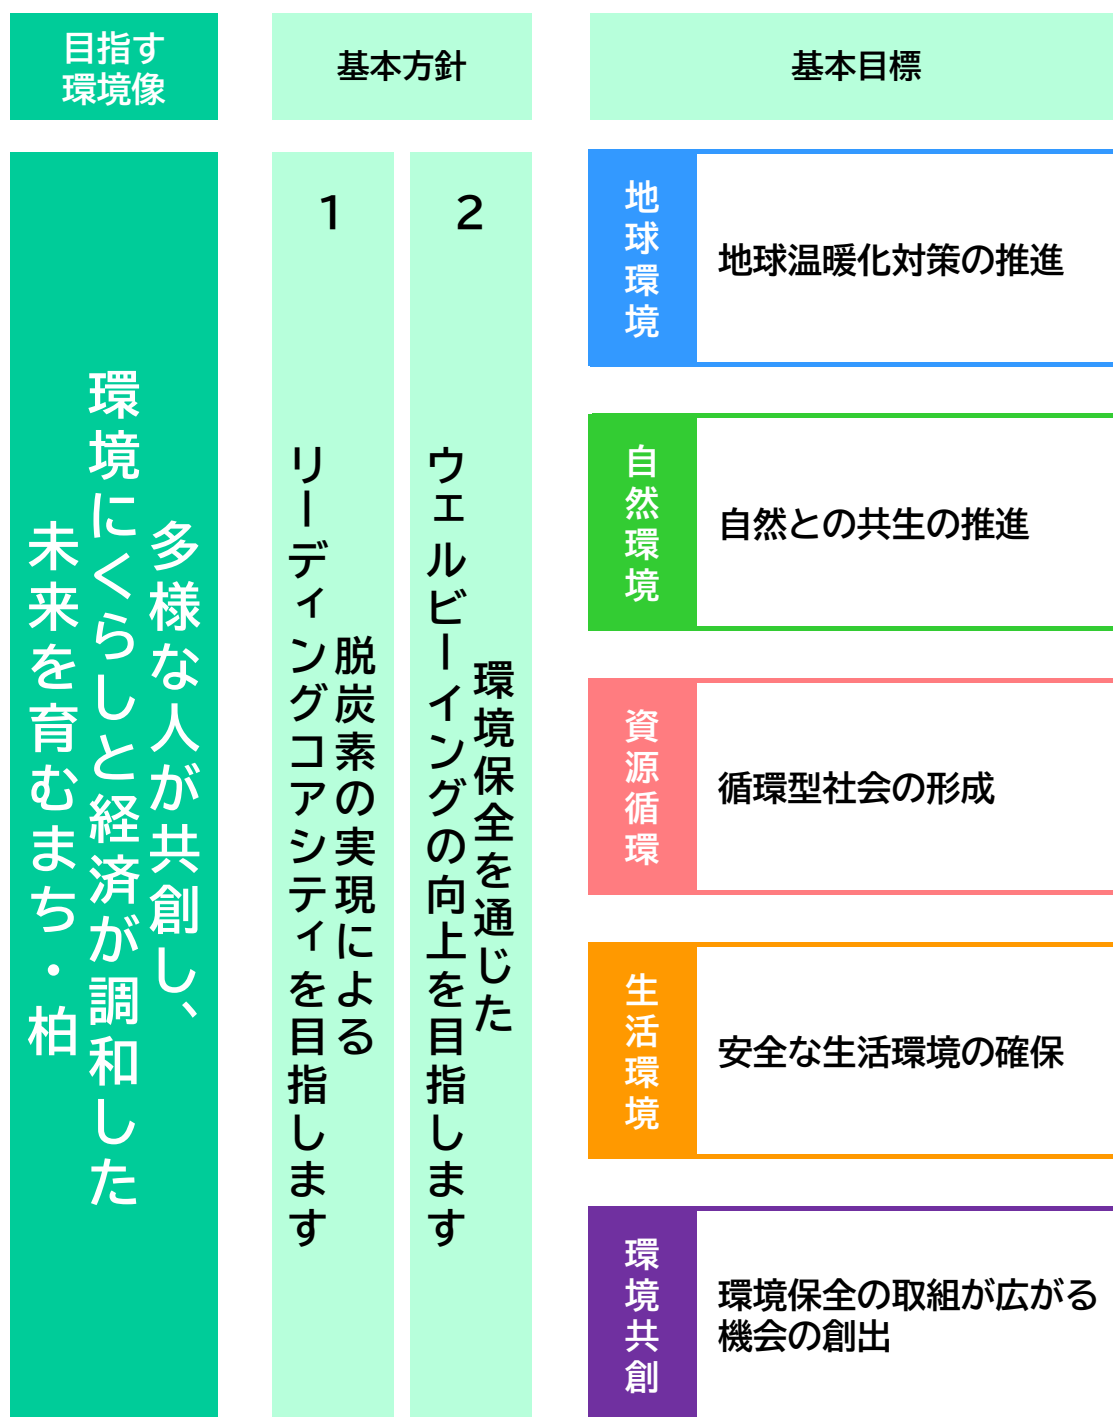 目指す
環境像
基本方針
基本目標
多様な人が共創し、
環境にくらしと経済が調和した
未来を育むまち・柏
1
脱炭素の実現による
リーディングコアシティを目指します
2
環境保全を通じた
ウェルビーイングの向上を目指します
地球環境
地球温暖化対策の推進
自然環境
自然との共生の推進
資源循環
循環型社会の形成
生活環境
安全な生活環境の確保
環境共創
環境保全の取組が広がる
機会の創出